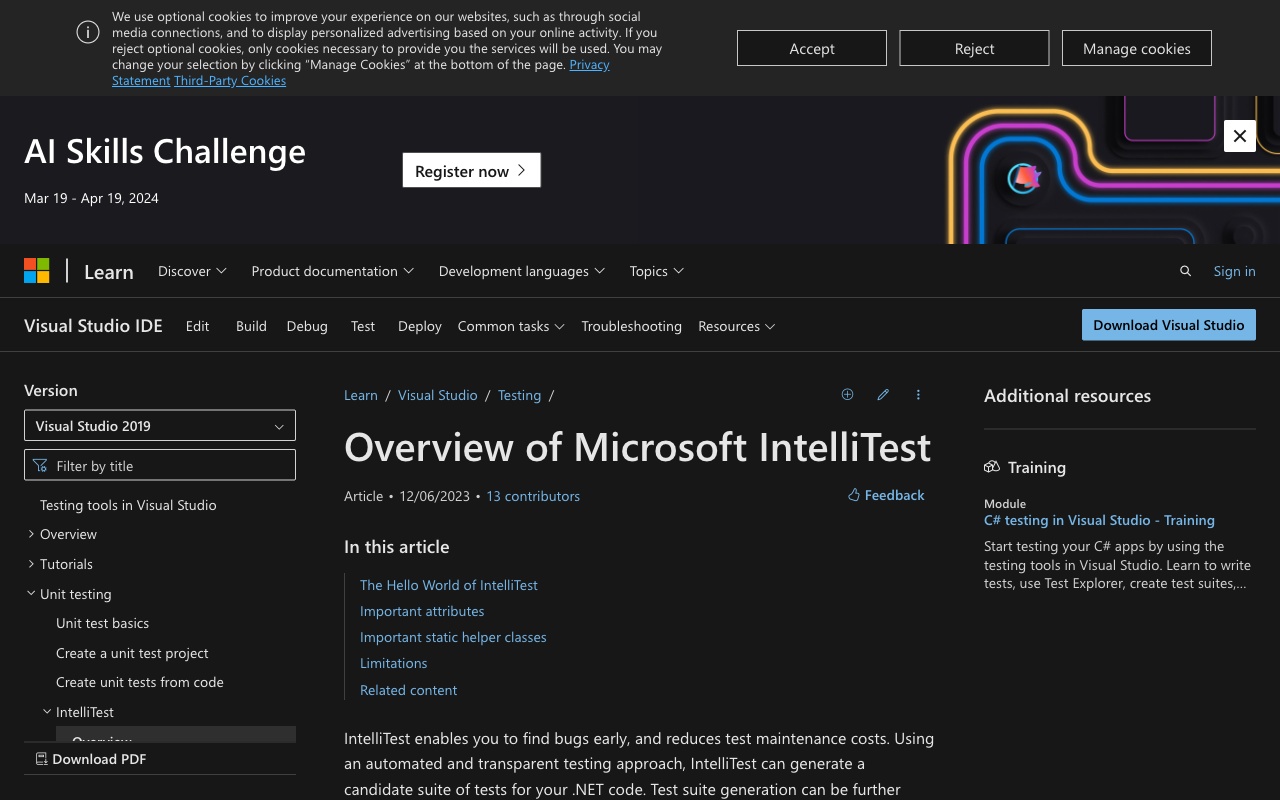 We use optional cookies to improve your experience on our websites, such as through social
media connections, and to display personalized advertising based on your online activity. If you
reject optional cookies, only cookies necessary to provide you the services will be used. You may
change your selection by clicking “Manage Cookies” at the bottom of the page. Privacy
Statement Third-Party Cookies
Accept
Reject
Manage cookies
AI Skills Challenge
Mar 19 - Apr 19, 2024
Register now
Learn
Discover
Product documentation
Development languages
Topics
Sign in
Visual Studio IDE
Edit
Build
Debug
Test
Deploy
Common tasks
Troubleshooting
Resources
Download Visual Studio
Version
Visual Studio 2019
Filter by title
Testing tools in Visual Studio
Overview
Tutorials
Unit testing
Unit test basics
Create a unit test project
Create unit tests from code
IntelliTest
Overview
Download PDF
Learn / Visual Studio / Testing /
Overview of Microsoft IntelliTest
Article • 12/06/2023 • 13 contributors
Feedback
In this article
The Hello World of IntelliTest
Important attributes
Important static helper classes
Limitations
Related content
IntelliTest enables you to find bugs early, and reduces test maintenance costs. Using
an automated and transparent testing approach, IntelliTest can generate a
candidate suite of tests for your .NET code. Test suite generation can be further
Additional resources
Training
Module
C# testing in Visual Studio - Training
Start testing your C# apps by using the
testing tools in Visual Studio. Learn to write
tests, use Test Explorer, create test suites,...